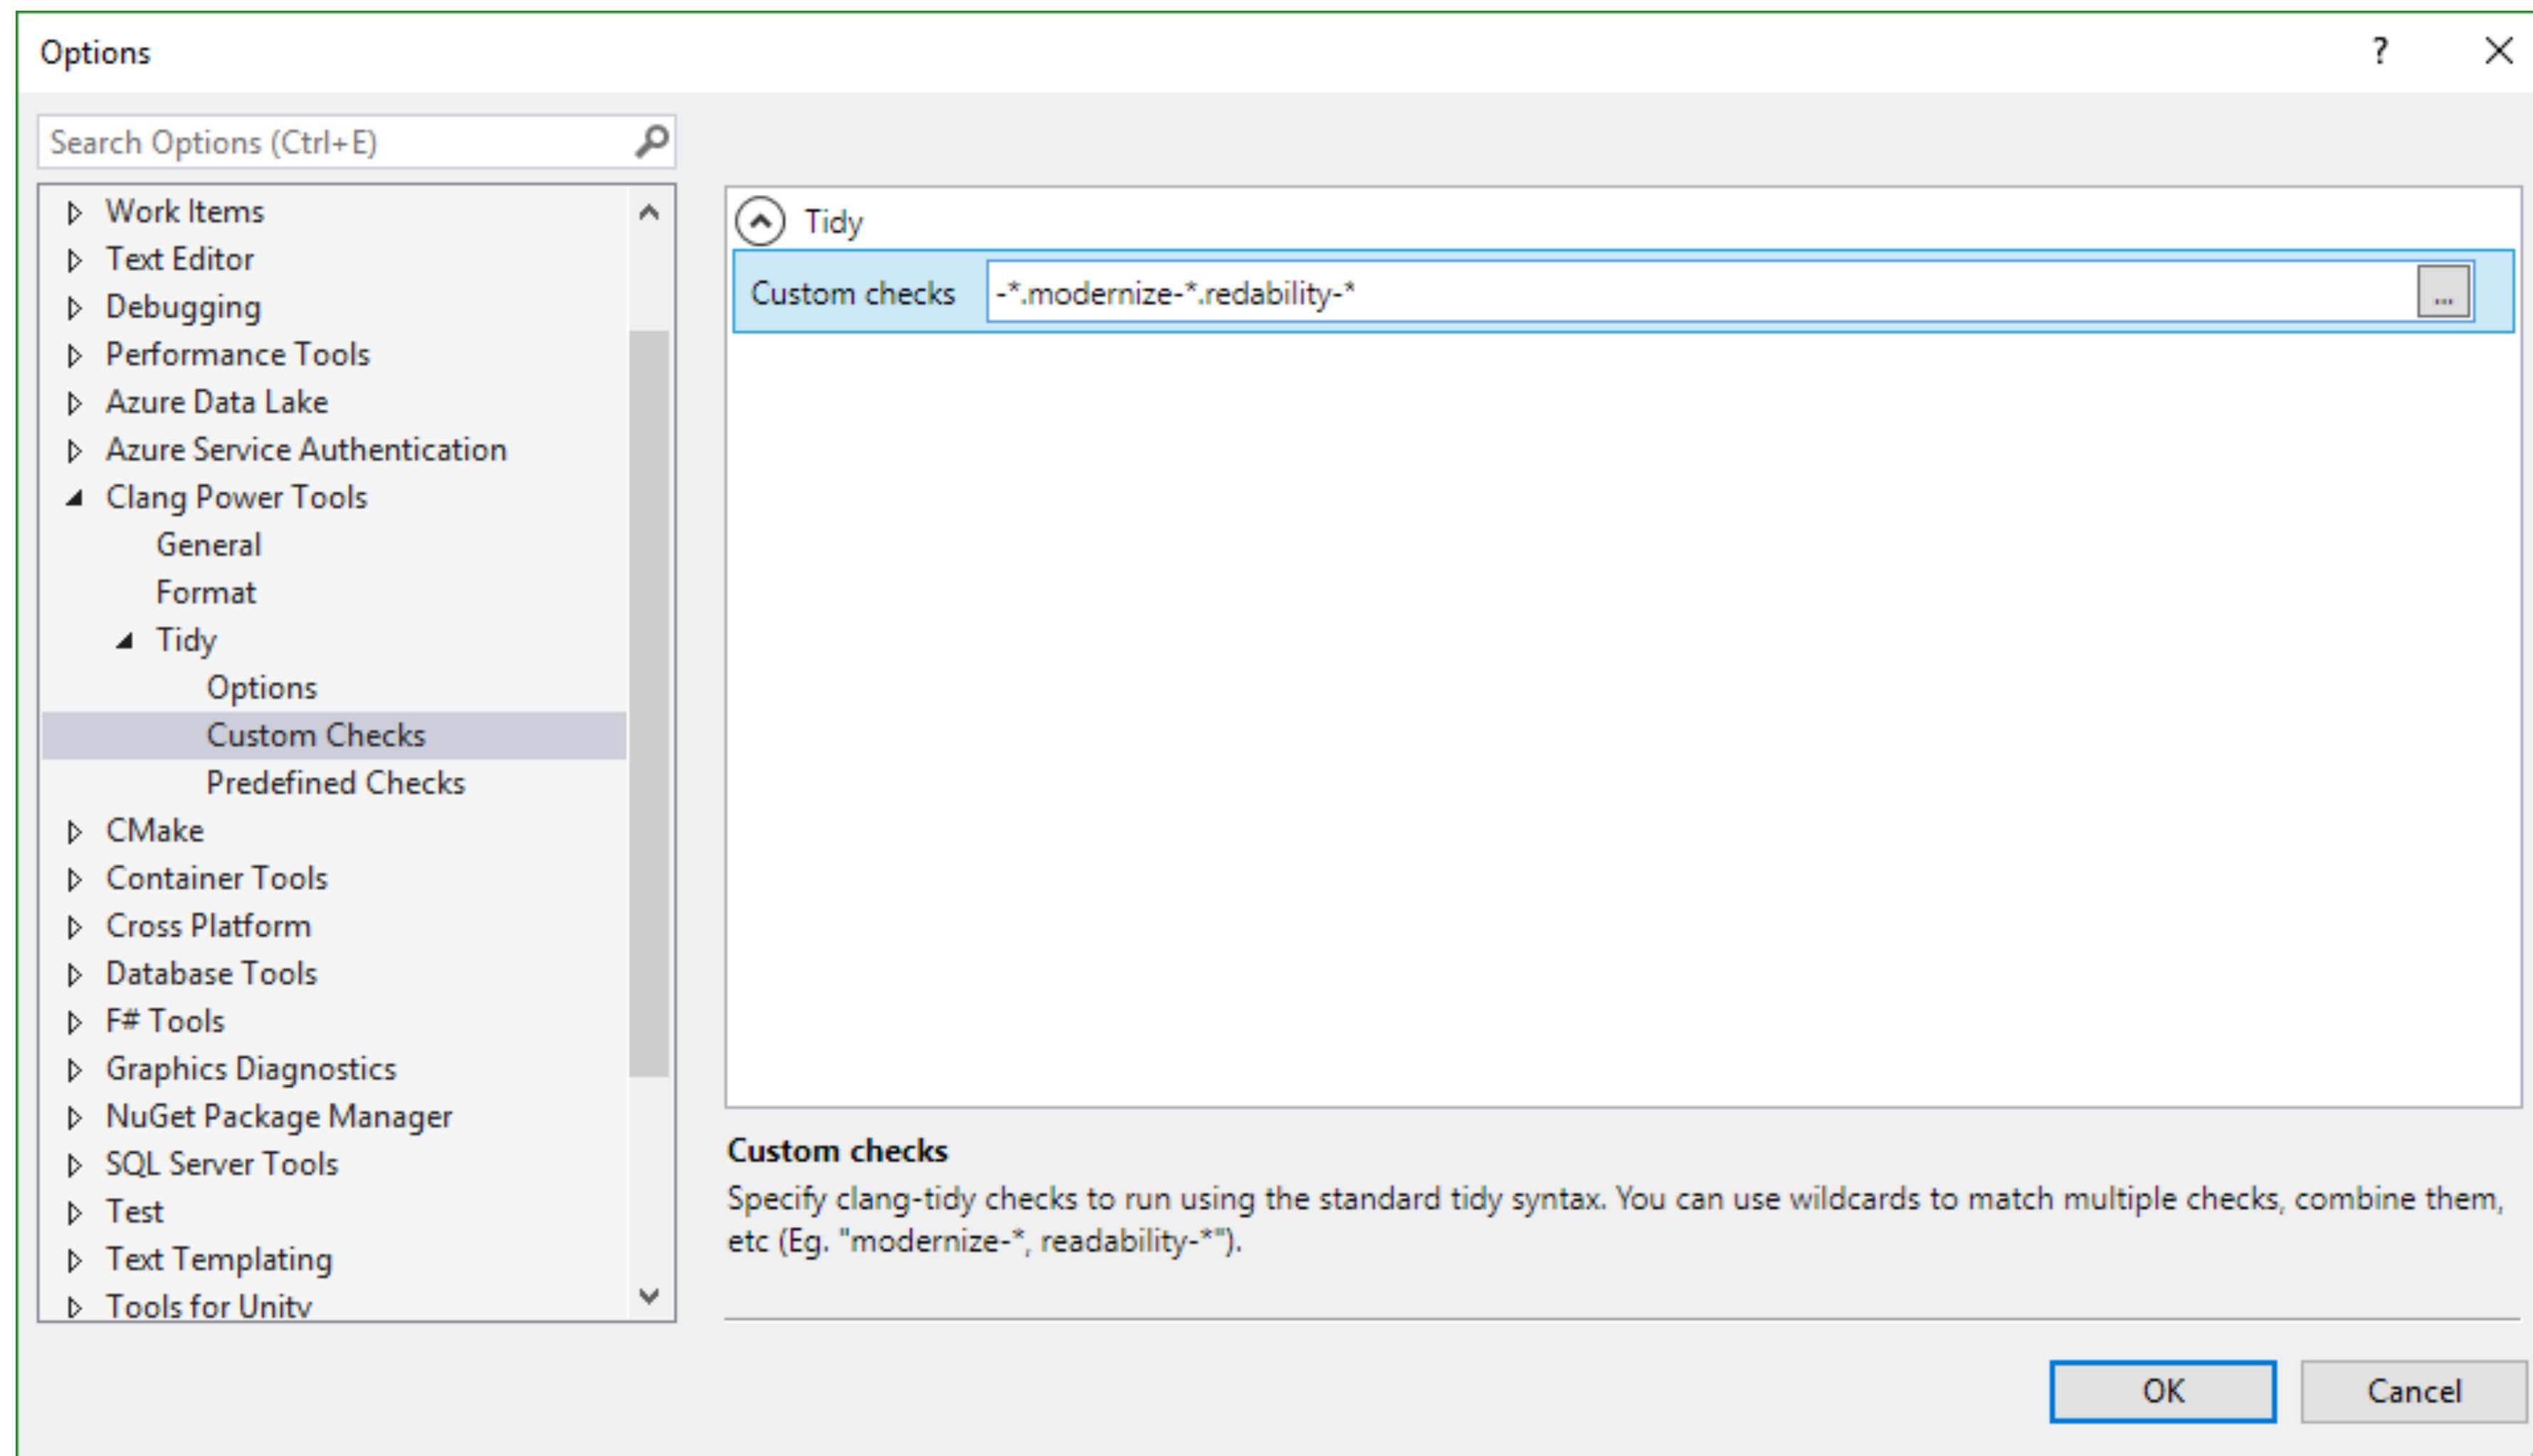 Options
?
Search Options (Ctrl+E)
Work Items
Text Editor
Debugging
Performance Tools
Azure Data Lake
Azure Service Authentication
Clang Power Tools
General
Format
Tidy
Options
Custom Checks
Predefined Checks
CMake
Container Tools
Cross Platform
Database Tools
F# Tools
Graphics Diagnostics
NuGet Package Manager
SQL Server Tools
Test
Text Templating
Tools for Unity
Tidy
Custom checks -*.modernize-*.redability-*
...
Custom checks
Specify clang-tidy checks to run using the standard tidy syntax. You can use wildcards to match multiple checks, combine them,
etc (Eg. "modernize-*, readability-*").
OK
Cancel